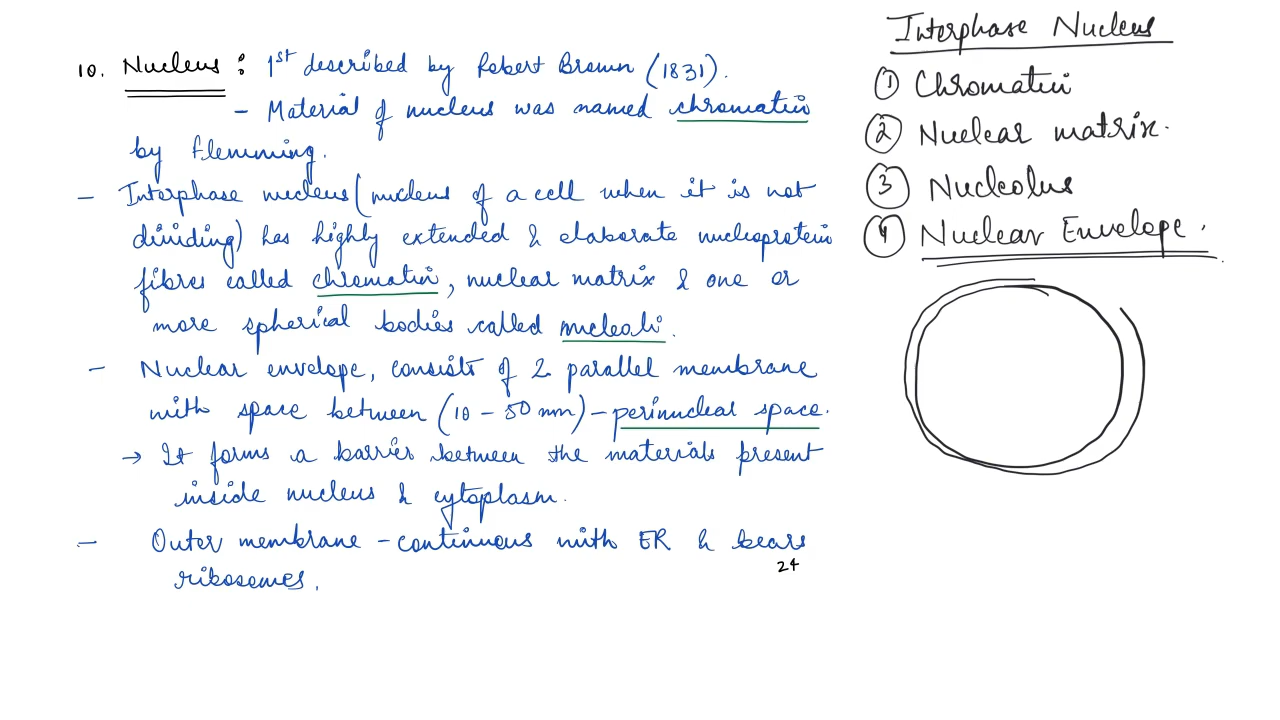 10. Nucleus : 1st described by Robert Brown (1831).
- Material of nucleus was named chromatin
by flemming.
- Interphase nucleus (nucleus of a cell when it is not
dividing) has highly extended & elaborate nucleoprotein
fibres called chromatin, nuclear matrix & one or
more spherical bodies called nucleoli.
- Nuclear envelope, consists of 2 parallel membrane
with space between (10 - 50 nm) - perinuclear space.
→ It forms a barrier between the materials present
inside nucleus & cytoplasm.
- Outer membrane - continuous with ER & bears
ribosomes.
24
Interphase Nucleus
① Chromatin
② Nuclear matrix.
③ Nucleolus
④ Nuclear Envelope.